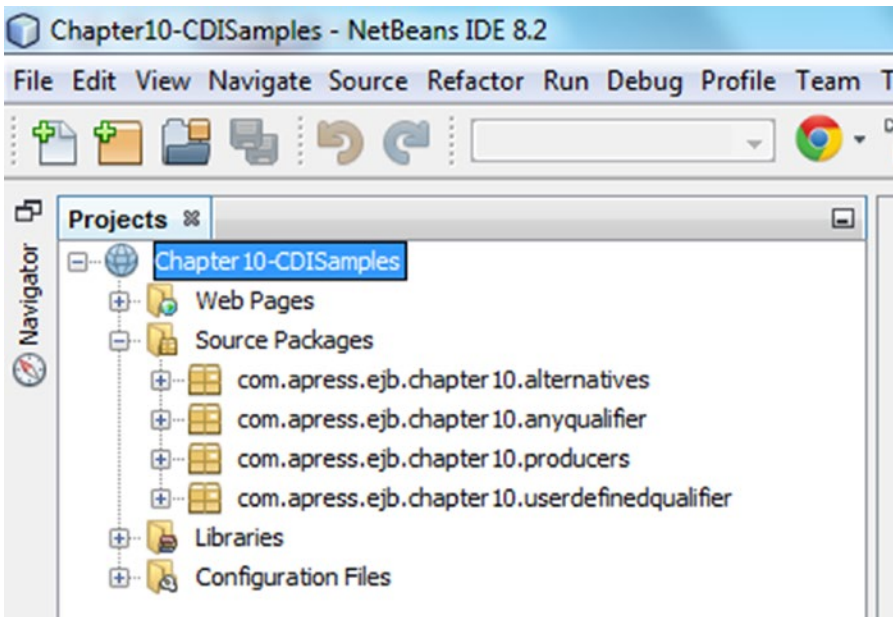 Chapter10-CDISamples - NetBeans IDE 8.2
File Edit View Navigate Source Refactor Run Debug Profile Team T
Projects
Navigator
Chapter10-CDISamples
Web Pages
Source Packages
com.apress.ejb.chapter10.alternatives
com.apress.ejb.chapter10.anyqualifier
com.apress.ejb.chapter10.producers
com.apress.ejb.chapter10.userdefinedqualifier
Libraries
Configuration Files